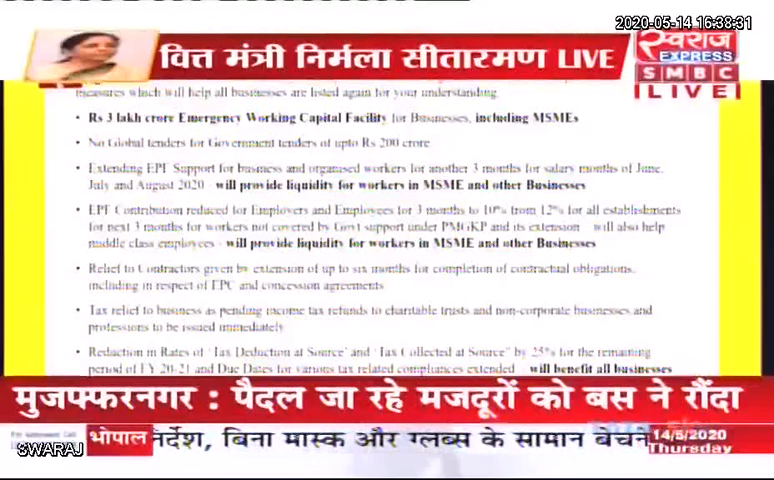 2020-05-14 16:38:31
वित्त मंत्री निर्मला सीतारमण LIVE
स्वराज
EXPRESS
SMBC
LIVE
measures which will help all businesses are listed again for your understanding.
• Rs 3 lakh crore Emergency Working Capital Facility for Businesses, including MSMEs
• No Global tenders for Government tenders of upto Rs 200 crore
• Extending EPF Support for business and organised workers for another 3 months for salary months of June,
July and August 2020 - will provide liquidity for workers in MSME and other Businesses
• EPF Contribution reduced for Employers and Employees for 3 months to 10% from 12% for all establishments
for next 3 months for workers not covered by Govt support under PMGKP and its extension - will also help
middle class employees - will provide liquidity for workers in MSME and other Businesses
• Relief to Contractors given by extension of up to six months for completion of contractual obligations,
including in respect of EPC and concession agreements
• Tax relief to business as pending income tax refunds to charitable trusts and non-corporate businesses and
professions to be issued immediately
• Reduction in Rates of 'Tax Deduction at Source' and 'Tax Collected at Source" by 25% for the remaining
period of FY 20-21 and Due Dates for various tax related compliances extended - will benefit all businesses
मुजफ्फरनगर : पैदल जा रहे मजदूरों को बस ने रौंदा
भोपाल निर्देश, बिना मास्क और ग्लब्स के सामान बेचने
14/5/2020
Thursday
SWARAJ